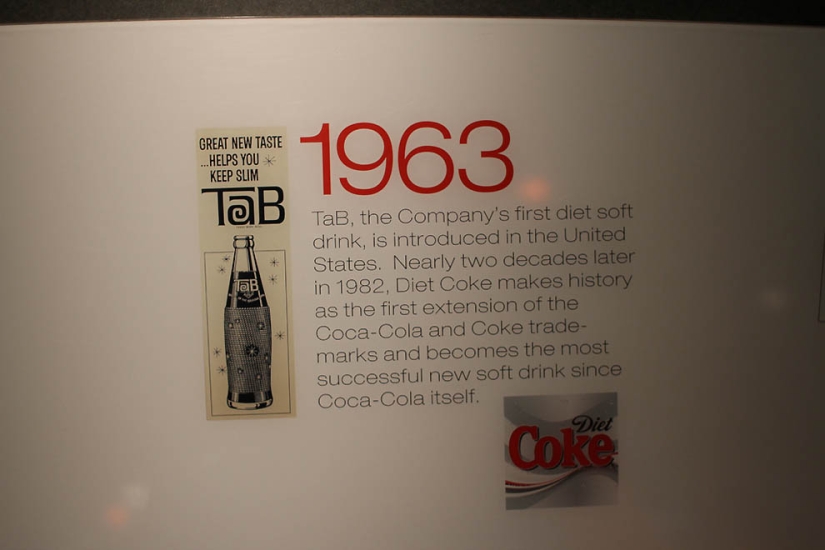 GREAT NEW TASTE
...HELPS YOU
KEEP SLIM
TaB
TaB
1963
TaB, the Company's first diet soft
drink, is introduced in the United
States. Nearly two decades later
in 1982, Diet Coke makes history
as the first extension of the
Coca-Cola and Coke trade-
marks and becomes the most
successful new soft drink since
Coca-Cola itself.
Diet
Coke